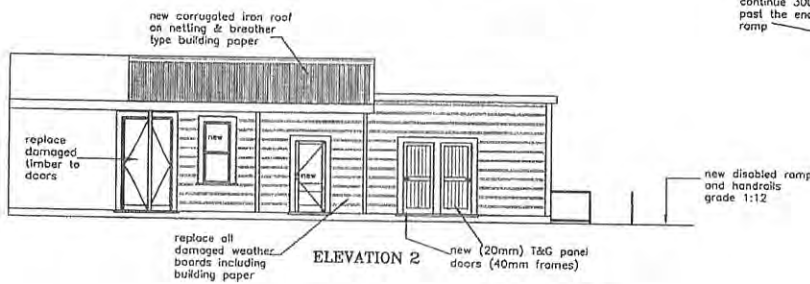 new corrugated iron roof
on netting & breather
type building paper
continue 300
past the end
ramp
replace
damaged
timber to
doors
new
new
new disabled ramp
and handrails
grade 1:12
replace all
damaged weather
boards including
building paper
ELEVATION 2
new (20mm) T&G panel
doors (40mm frames)